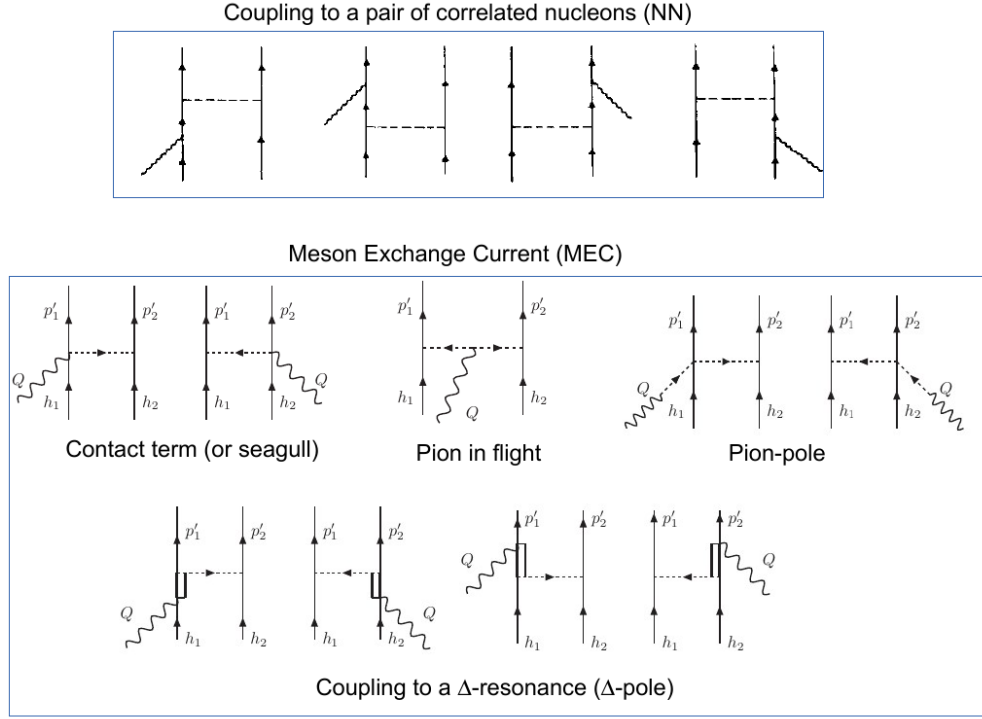 Coupling to a pair of correlated nucleons (NN)
Meson Exchange Current (MEC)
p′₁ p′₂ p′₁ p′₂
Q h₁ h₂ h₁ h₂ Q
Contact term (or seagull)
p′₁ p′₂
h₁ Q h₂
Pion in flight
p′₁ p′₂ p′₁ p′₂
Q h₁ h₂ h₁ h₂ Q
Pion-pole
p′₁ p′₂ p′₁ p′₂
Q h₁ h₂ h₁ h₂ Q
p′₁ p′₂ p′₁ p′₂
Q h₁ h₂ h₁ h₂ Q
Coupling to a Δ-resonance (Δ-pole)